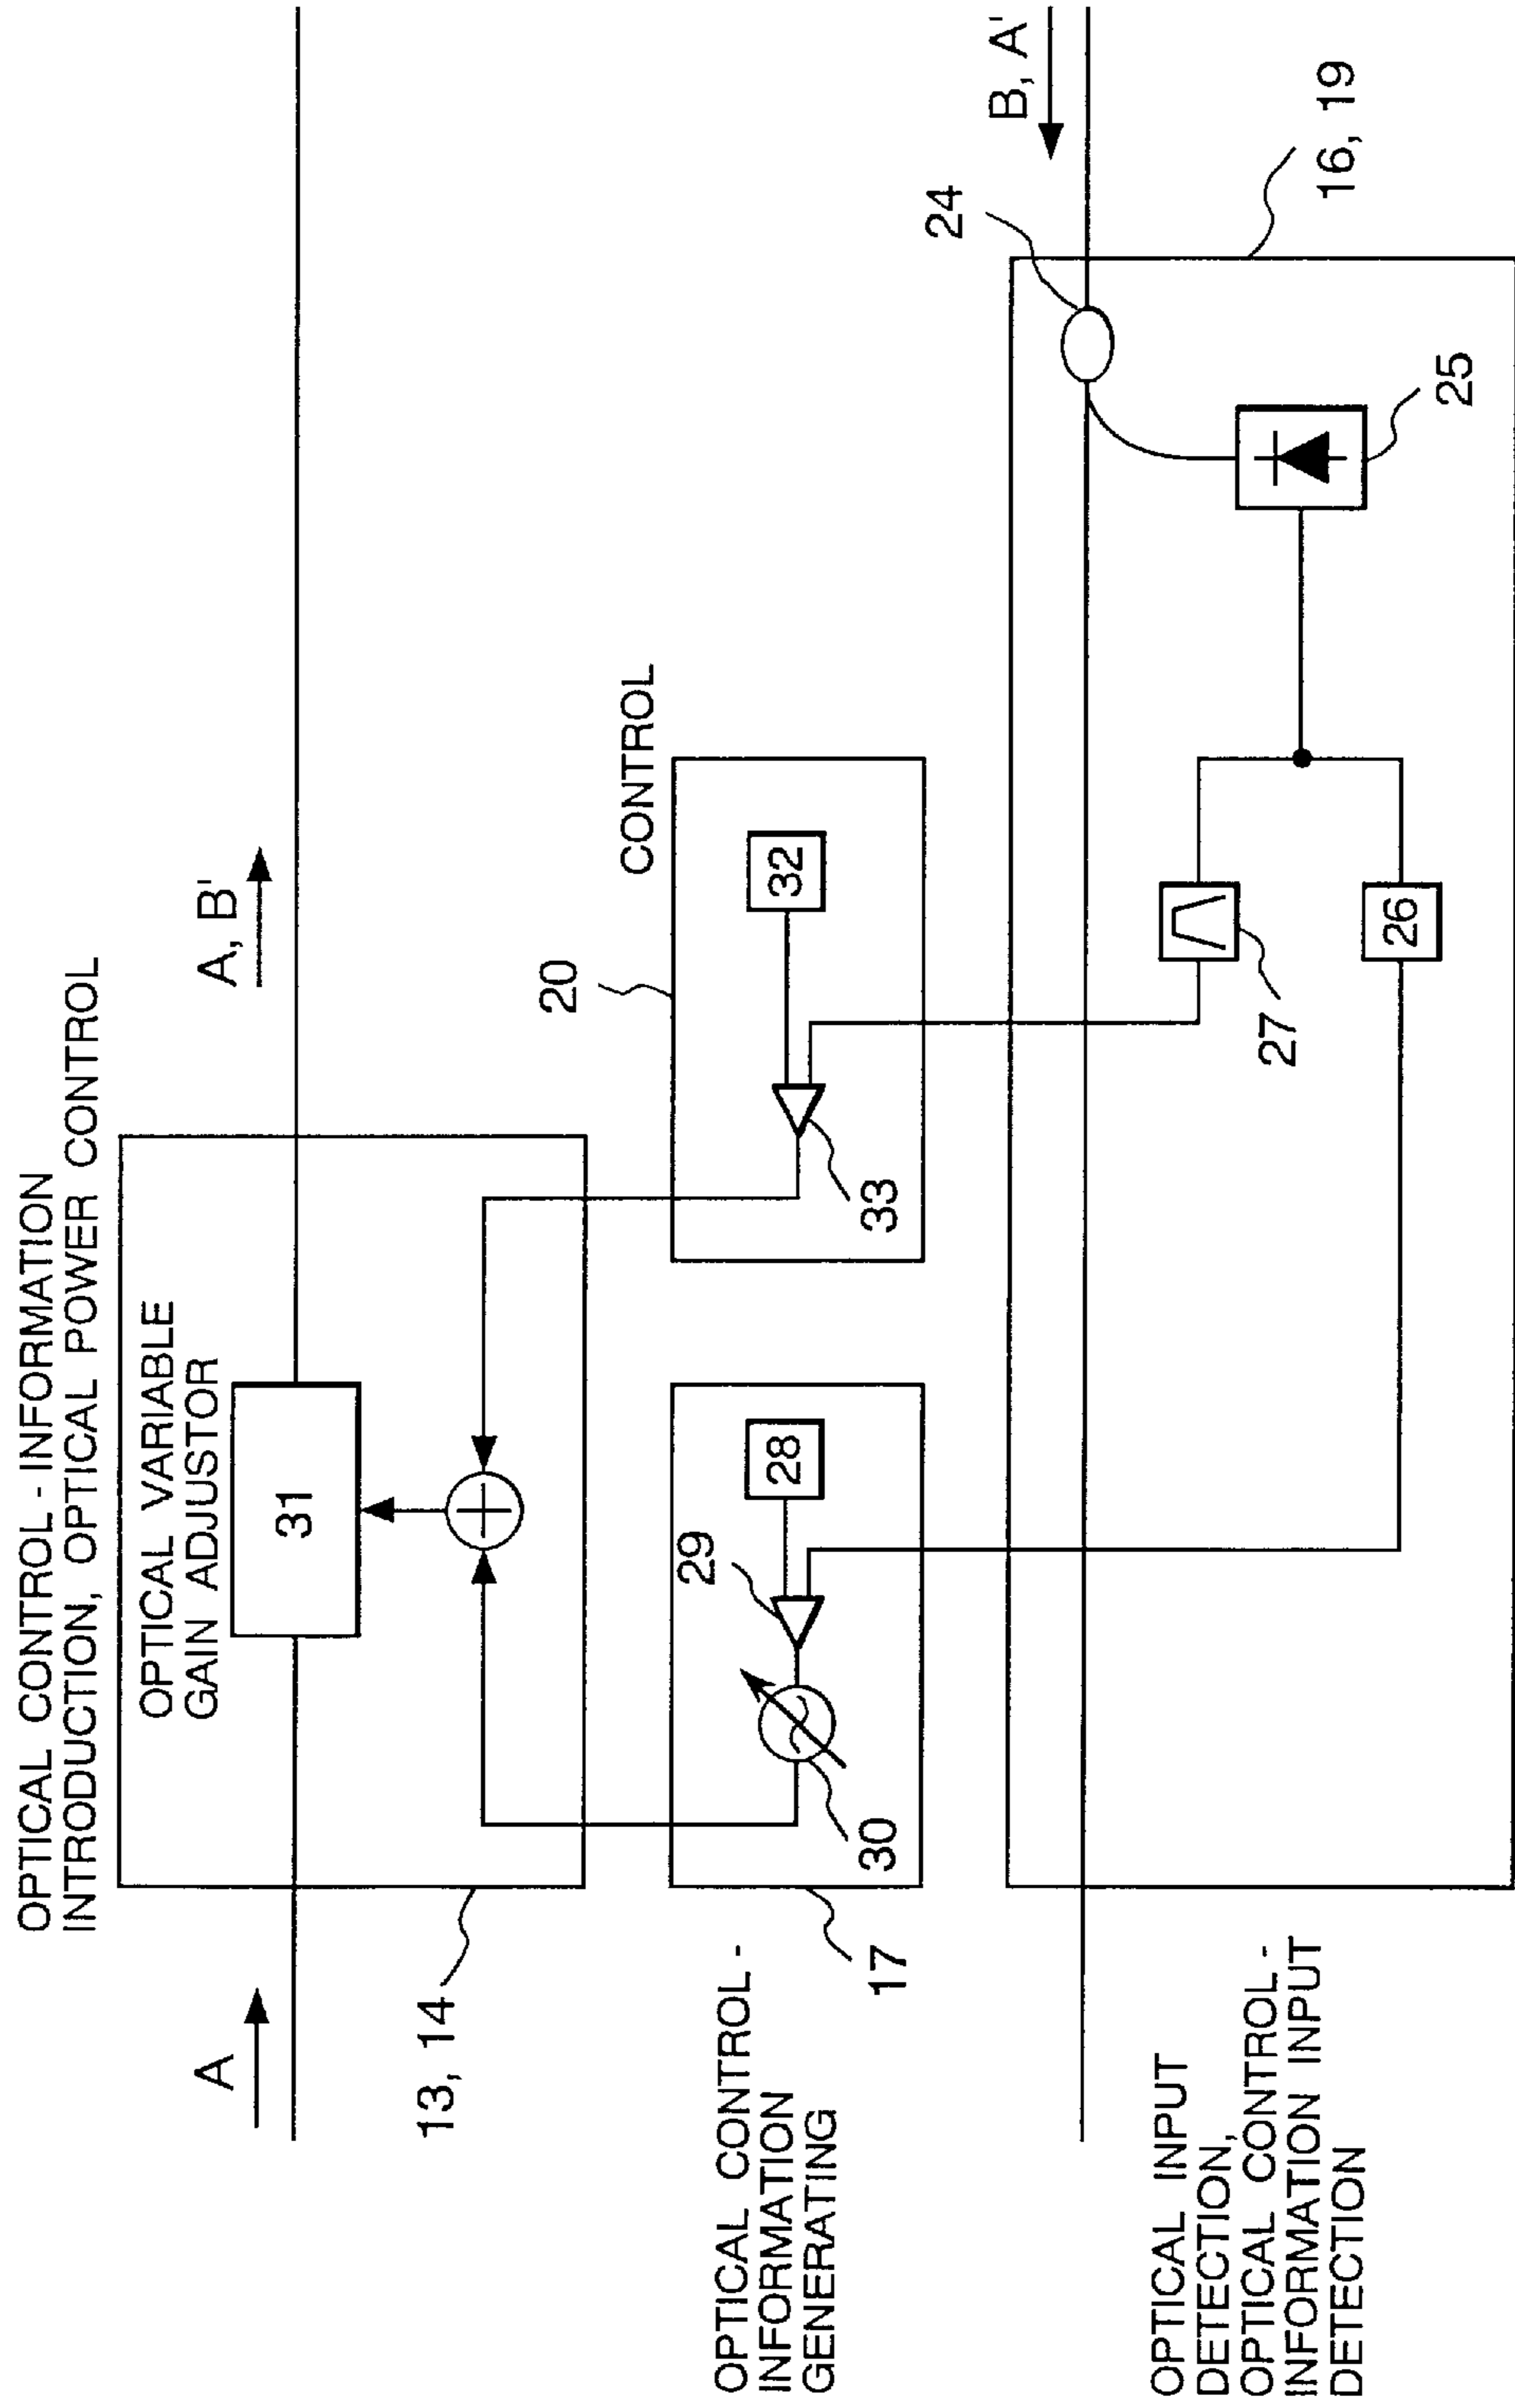 OPTICAL CONTROL - INFORMATION
INTRODUCTION, OPTICAL POWER CONTROL
A
A, B'
OPTICAL VARIABLE
GAIN ADJUSTOR
31
13, 14
20
CONTROL
32
33
29
28
30
17
OPTICAL CONTROL -
INFORMATION
GENERATING
B, A'
24
16, 19
25
27
26
OPTICAL INPUT
DETECTION,
OPTICAL CONTROL -
INFORMATION INPUT
DETECTION